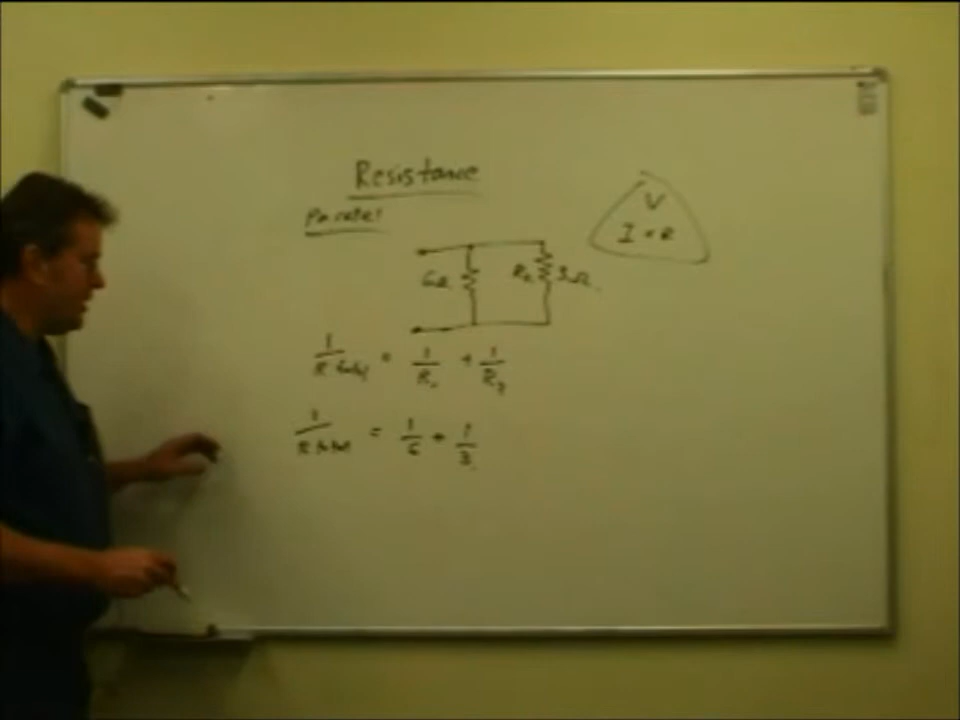 Resistance
Parallel
V
I × R
6Ω R₂ 3Ω
1/R total = 1/R₁ + 1/R₂
1/R total = 1/6 + 1/3